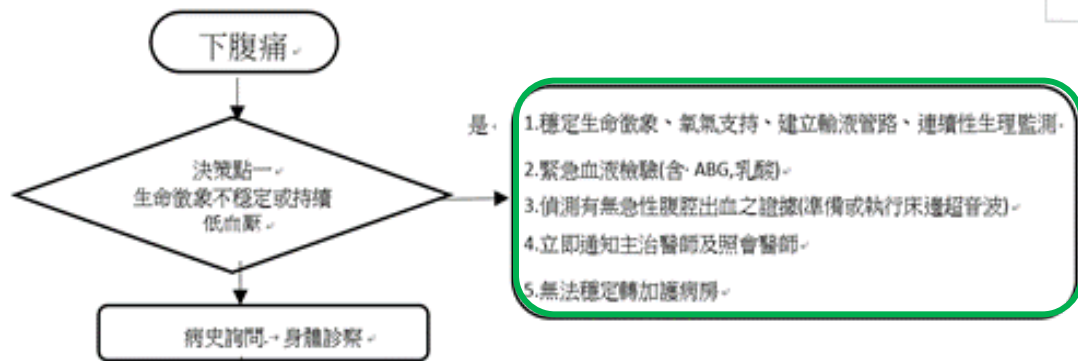 下腹痛
決策點一
生命徵象不穩定或持續
低血壓
是
1.穩定生命徵象、氧氣支持、建立輸液管路、連續性生理監測
2.緊急血液檢驗(含 ABG,乳酸)
3.偵測有無急性腹腔出血之證據(準備或執行床邊超音波)
4.立即通知主治醫師及照會醫師
5.無法穩定轉加護病房
病史詢問→身體診察